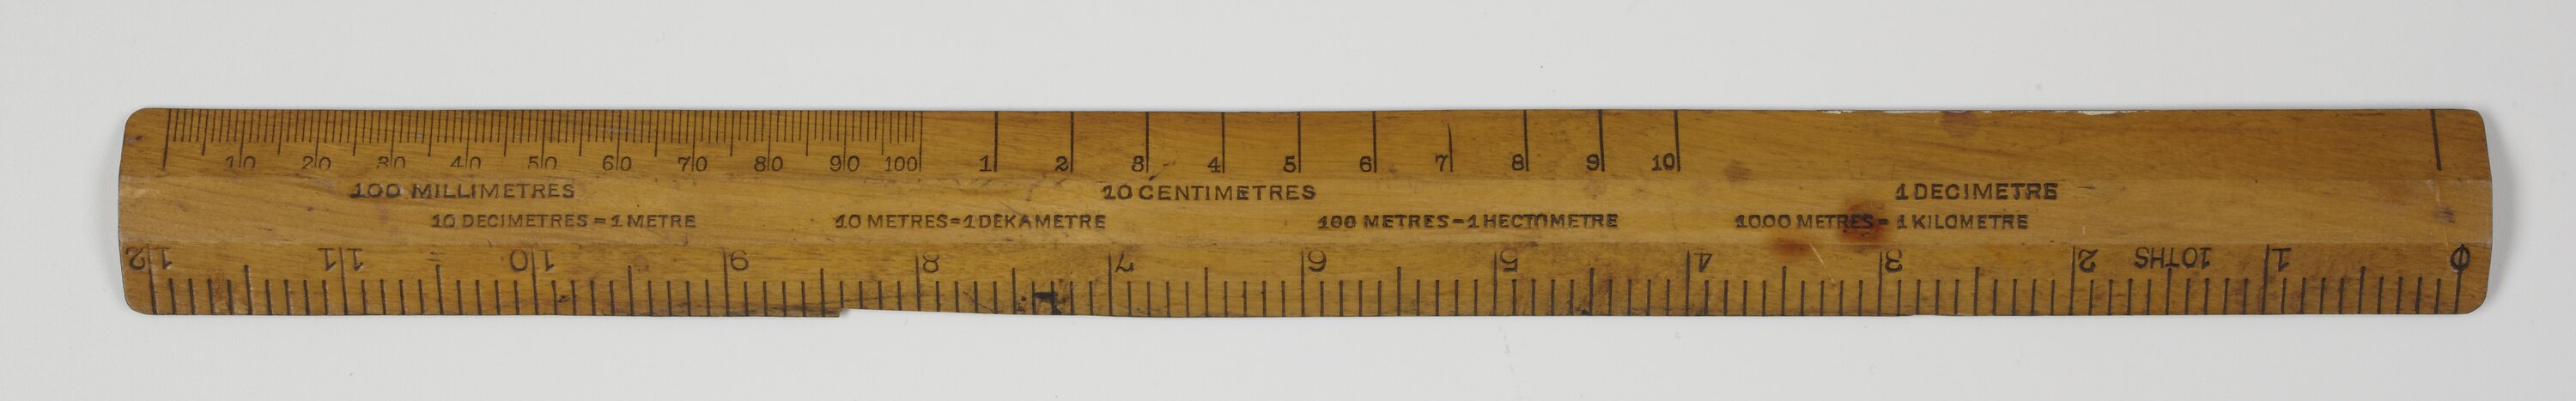 10 20 30 40 50 60 70 80 90 100 1 2 3 4 5 6 7 8 9 10
100 MILLIMETRES 10 CENTIMETRES 1 DECIMETRE
10 DECIMETRES = 1 METRE 10 METRES=1 DEKAMETRE 100 METRES=1 HECTOMETRE 1000 METRES= 1 KILOMETRE
0 1 10THS 2 3 4 5 6 7 8 9 10 11 12